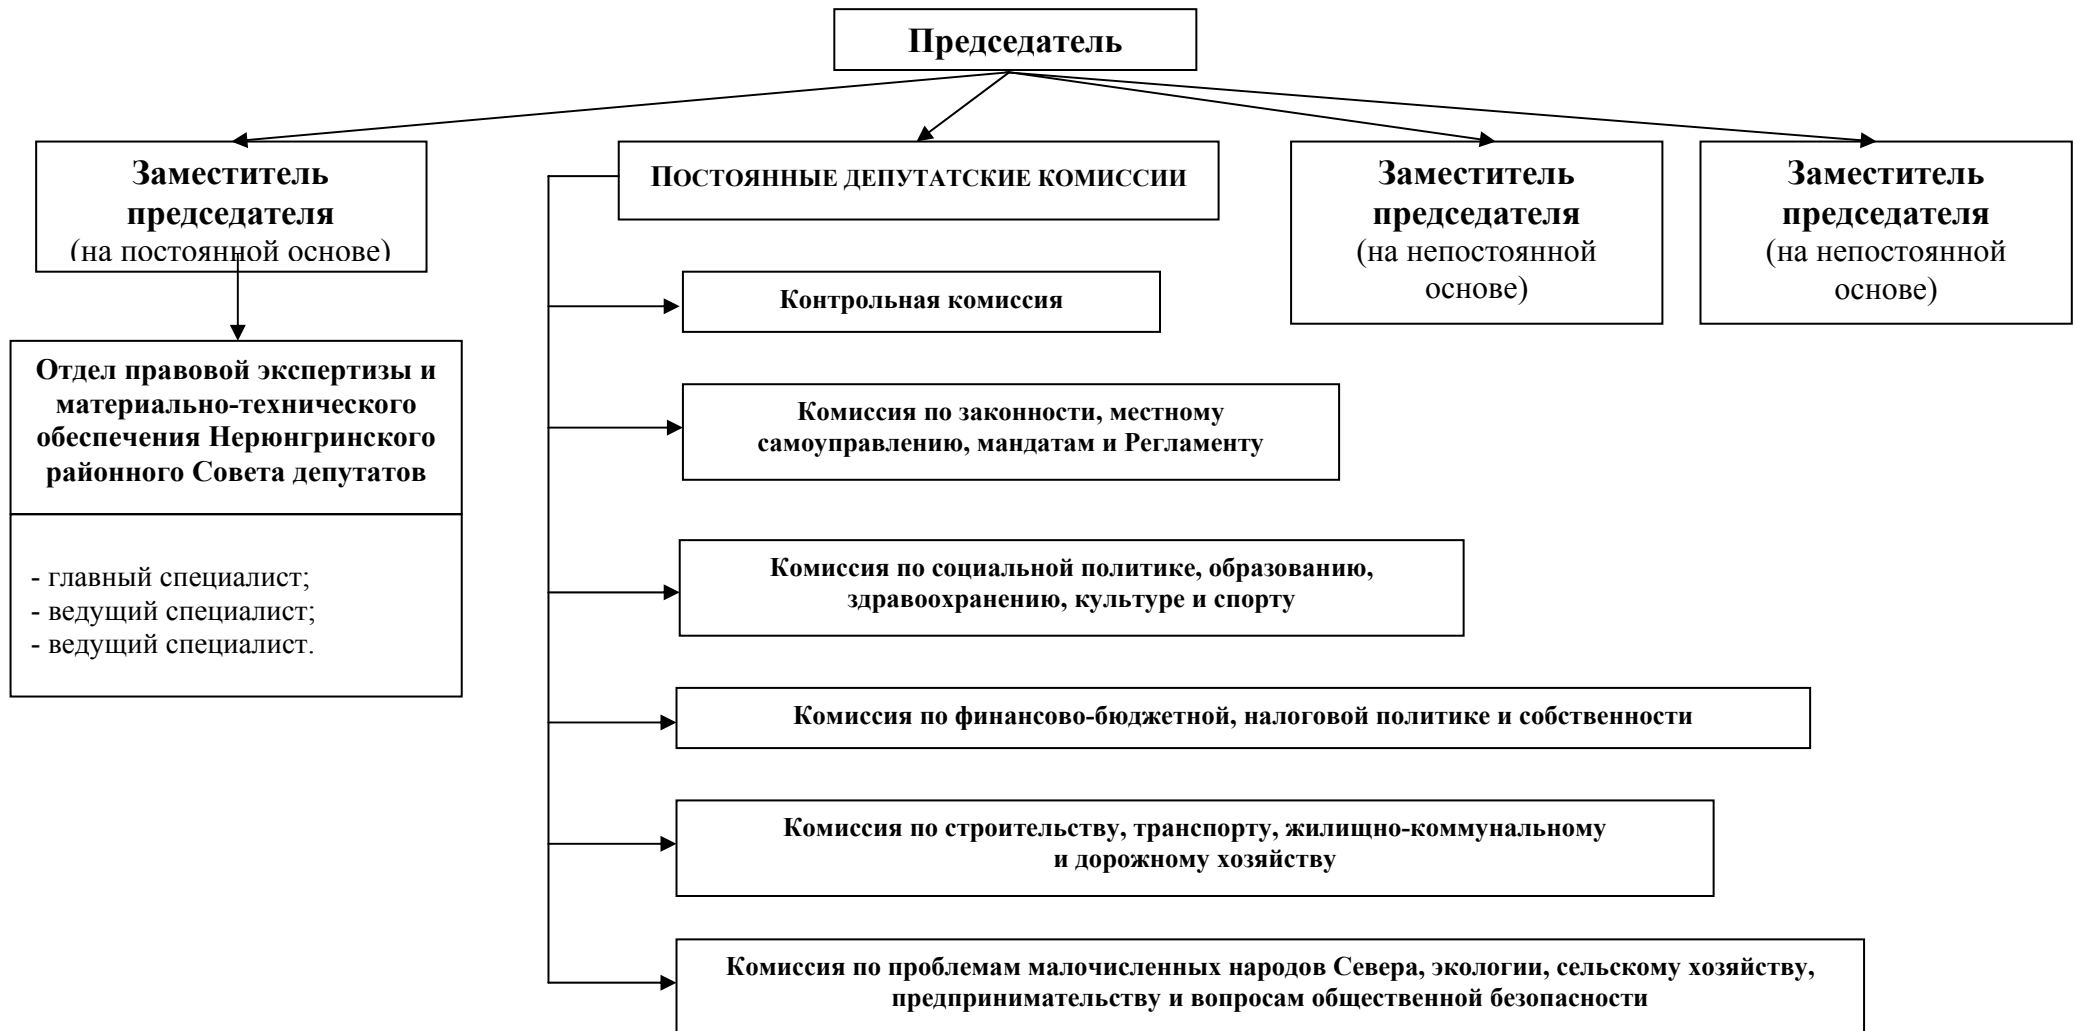 Председатель
Заместитель
председателя
(на постоянной основе)
ПОСТОЯННЫЕ ДЕПУТАТСКИЕ КОМИССИИ
Заместитель
председателя
(на непостоянной
основе)
Заместитель
председателя
(на непостоянной
основе)
Отдел правовой экспертизы и
материально-технического
обеспечения Нерюнгринского
районного Совета депутатов
- главный специалист;
- ведущий специалист;
- ведущий специалист.
Контрольная комиссия
Комиссия по законности, местному
самоуправлению, мандатам и Регламенту
Комиссия по социальной политике, образованию,
здравоохранению, культуре и спорту
Комиссия по финансово-бюджетной, налоговой политике и собственности
Комиссия по строительству, транспорту, жилищно-коммунальному
и дорожному хозяйству
Комиссия по проблемам малочисленных народов Севера, экологии, сельскому хозяйству,
предпринимательству и вопросам общественной безопасности